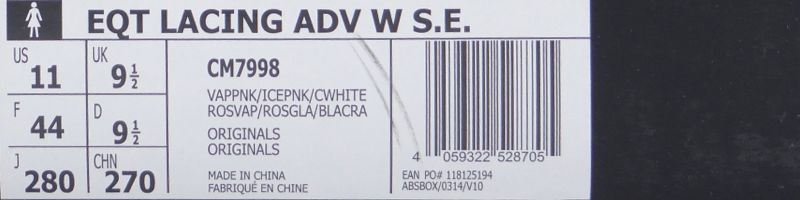 EQT LACING ADV W S.E.
US 11 UK 9 1/2
F 44 D 9 1/2
J 280 CHN 270
CM7998
VAPPNK/ICEPNK/CWHITE
ROSVAP/ROSGLA/BLACRA
ORIGINALS
ORIGINALS
MADE IN CHINA
FABRIQUÉ EN CHINE
4 059322 528705
EAN PO# 118125194
ABSBOX/0314/V10